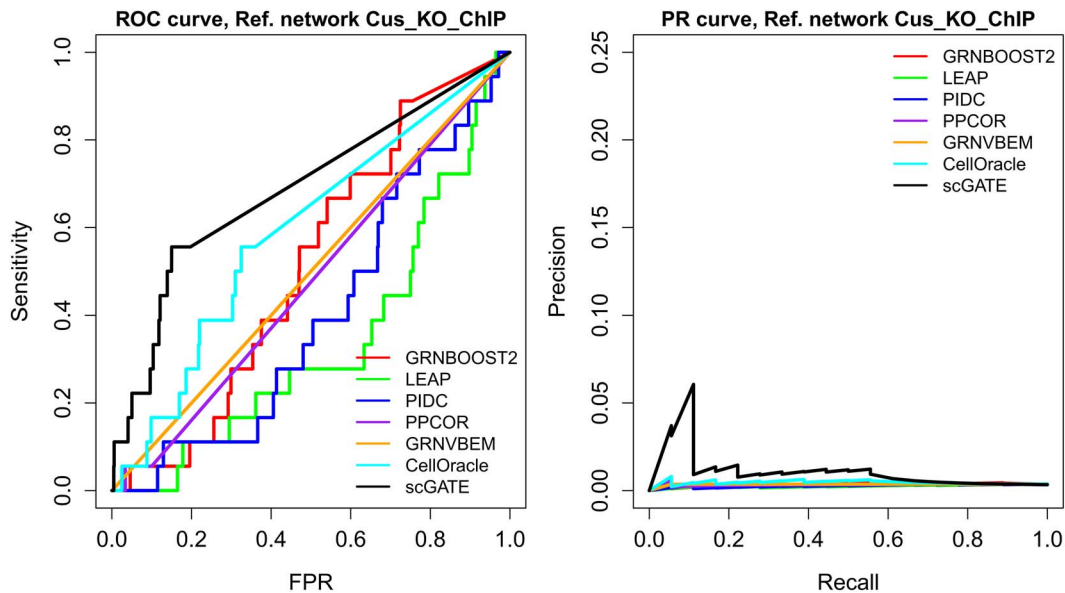 ROC curve, Ref. network Cus_KO_ChIP
Sensitivity
1.0
0.8
0.6
0.4
0.2
0.0
GRNBOOST2
LEAP
PIDC
PPCOR
GRNVBEM
CellOracle
scGATE
0.0 0.2 0.4 0.6 0.8 1.0
FPR
PR curve, Ref. network Cus_KO_ChIP
Precision
0.25
0.20
0.15
0.10
0.05
0.00
GRNBOOST2
LEAP
PIDC
PPCOR
GRNVBEM
CellOracle
scGATE
0.0 0.2 0.4 0.6 0.8 1.0
Recall